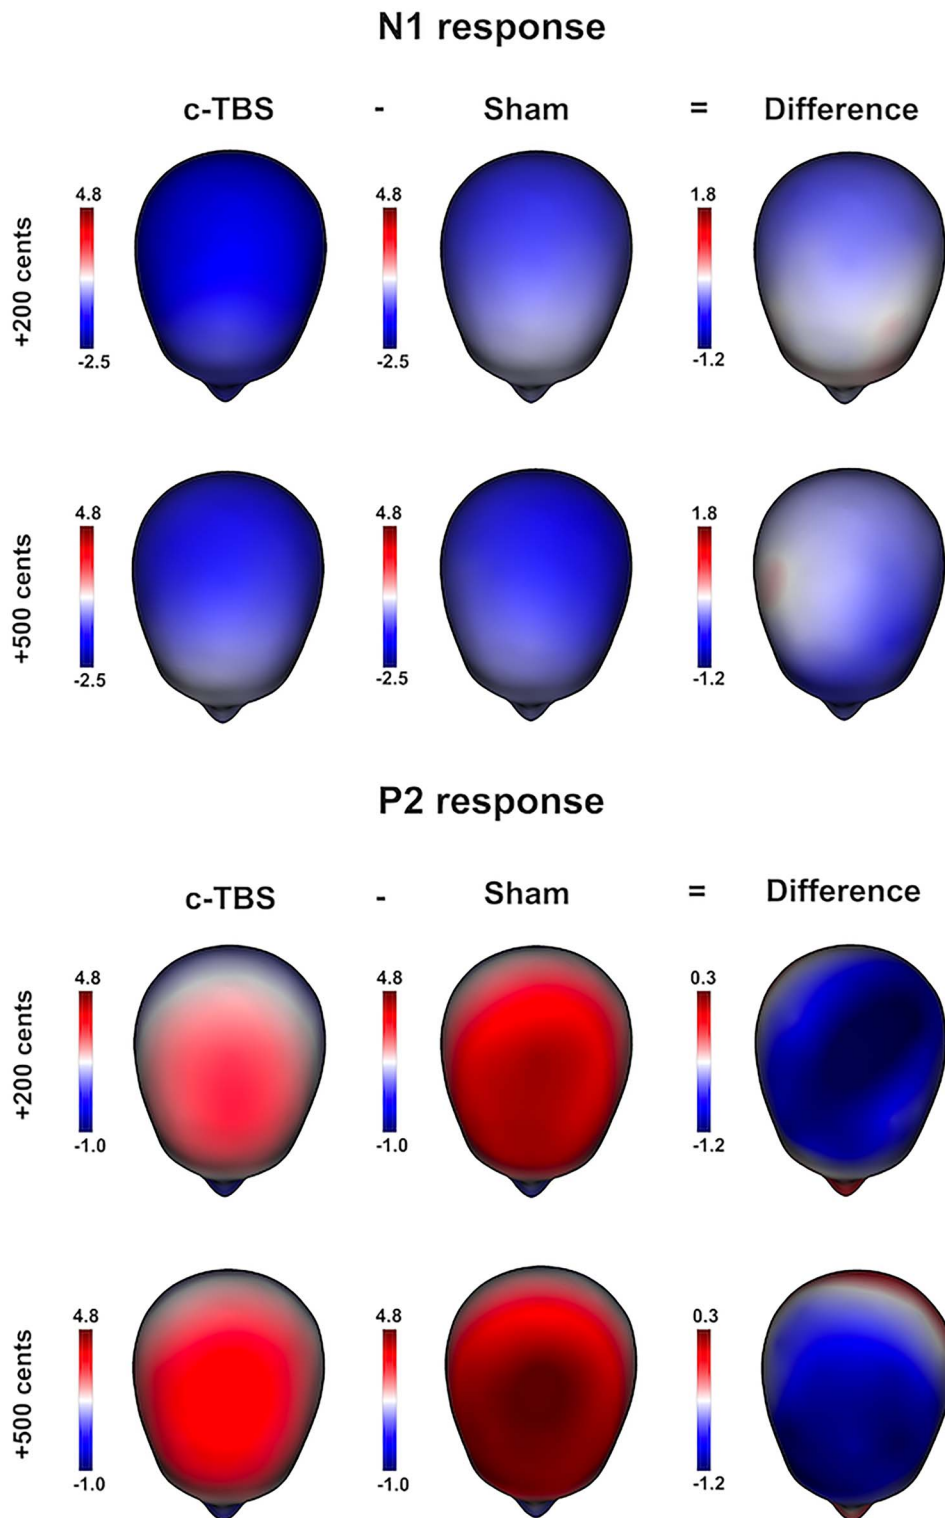 N1 response
c-TBS - Sham = Difference
+200 cents
4.8 4.8 1.8
-2.5 -2.5 -1.2
+500 cents
4.8 4.8 1.8
-2.5 -2.5 -1.2
P2 response
c-TBS - Sham = Difference
+200 cents
4.8 4.8 0.3
-1.0 -1.0 -1.2
+500 cents
4.8 4.8 0.3
-1.0 -1.0 -1.2